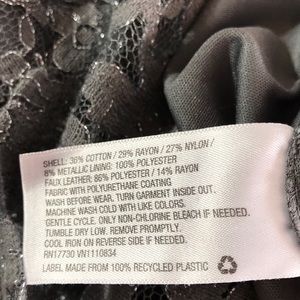 SHELL: 36% COTTON / 29% RAYON / 27% NYLON /
8% METALLIC LINING: 100% POLYESTER
FAUX LEATHER: 86% POLYESTER / 14% RAYON
FABRIC WITH POLYURETHANE COATING
WASH BEFORE WEAR. TURN GARMENT INSIDE OUT.
MACHINE WASH COLD WITH LIKE COLORS.
GENTLE CYCLE. ONLY NON-CHLORINE BLEACH IF NEEDED.
TUMBLE DRY LOW. REMOVE PROMPTLY.
COOL IRON ON REVERSE SIDE IF NEEDED.
RN17730 VN1110834
LABEL MADE FROM 100% RECYCLED PLASTIC